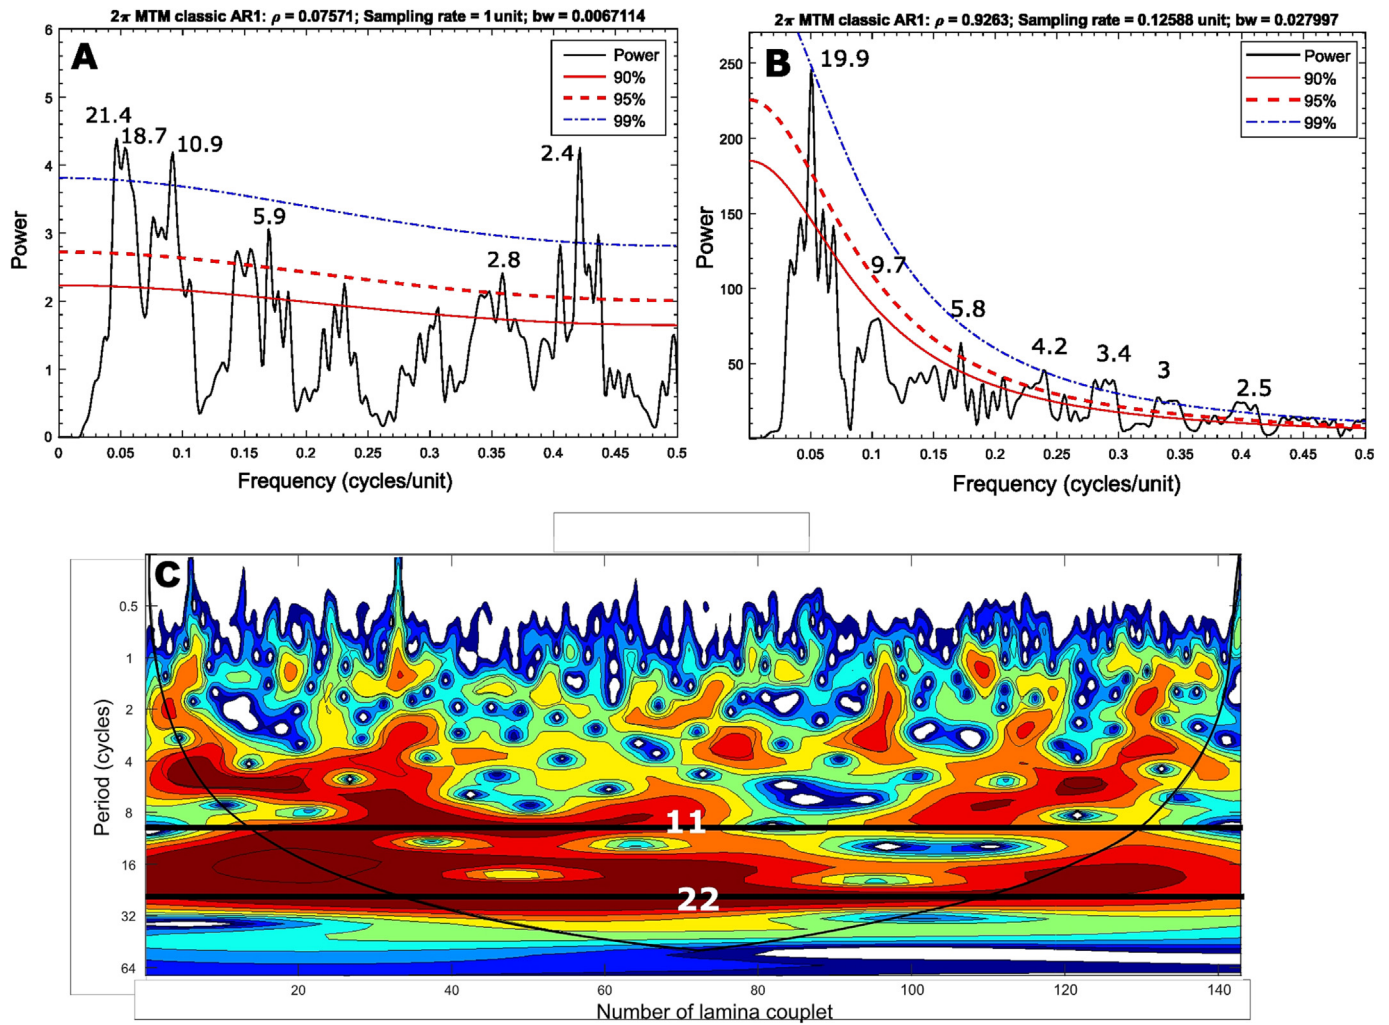 2π MTM classic AR1: ρ = 0.07571; Sampling rate = 1 unit; bw = 0.0067114
A
Power
90%
95%
99%
21.4
18.7
10.9
5.9
2.8
2.4
6
5
4
3
2
1
0
Power
0 0.05 0.1 0.15 0.2 0.25 0.3 0.35 0.4 0.45 0.5
Frequency (cycles/unit)
2π MTM classic AR1: ρ = 0.9263; Sampling rate = 0.12588 unit; bw = 0.027997
B
Power
90%
95%
99%
19.9
9.7
5.8
4.2
3.4
3
2.5
250
200
150
100
50
Power
0.05 0.1 0.15 0.2 0.25 0.3 0.35 0.4 0.45 0.5
Frequency (cycles/unit)
C
0.5
1
2
4
8
16
32
64
Period (cycles)
11
22
20 40 60 80 100 120 140
Number of lamina couplet